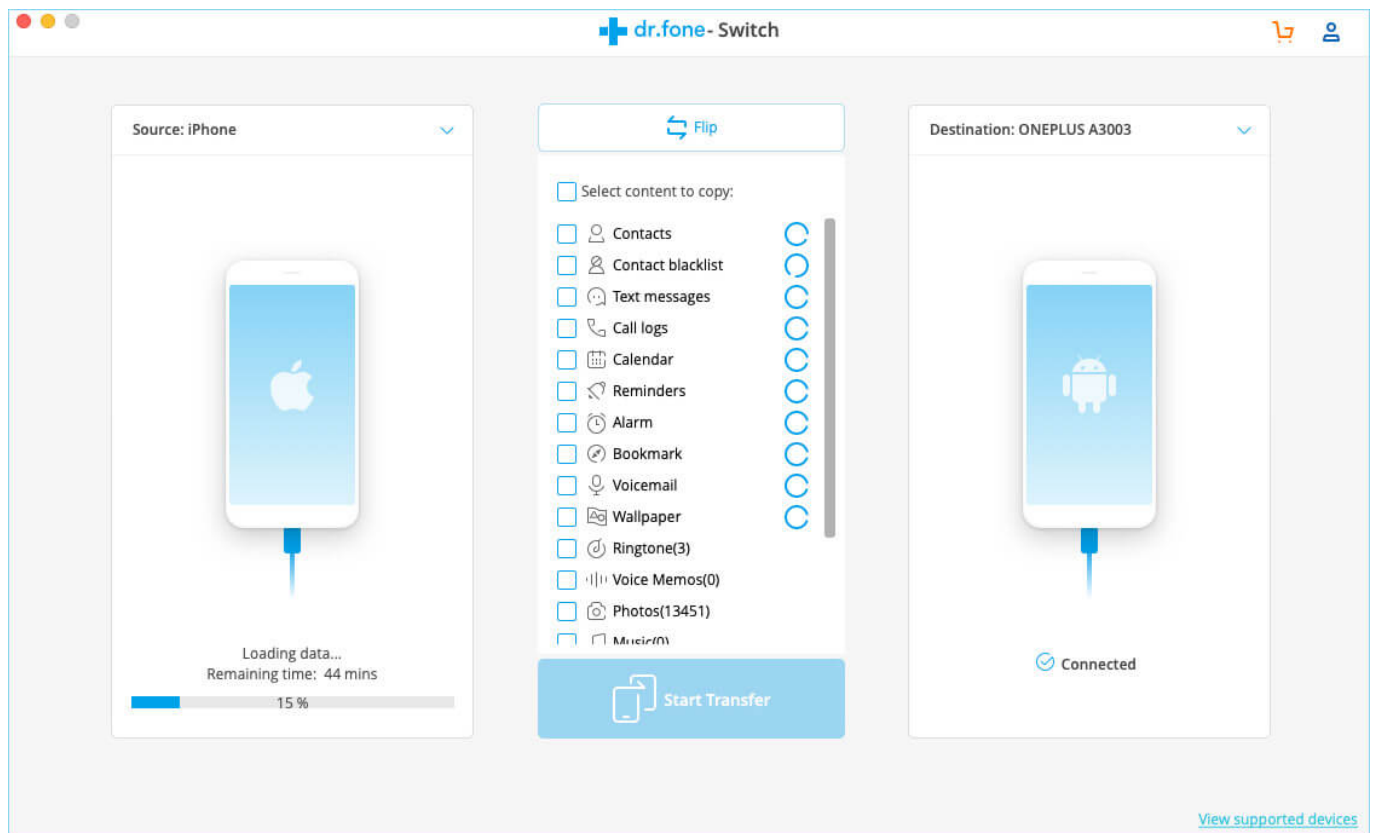 dr.fone - Switch
Source: iPhone
Loading data...
Remaining time: 44 mins
15 %
Flip
Select content to copy:
Contacts
Contact blacklist
Text messages
Call logs
Calendar
Reminders
Alarm
Bookmark
Voicemail
Wallpaper
Ringtone(3)
Voice Memos(0)
Photos(13451)
Music(0)
Start Transfer
Destination: ONEPLUS A3003
Connected
View supported devices